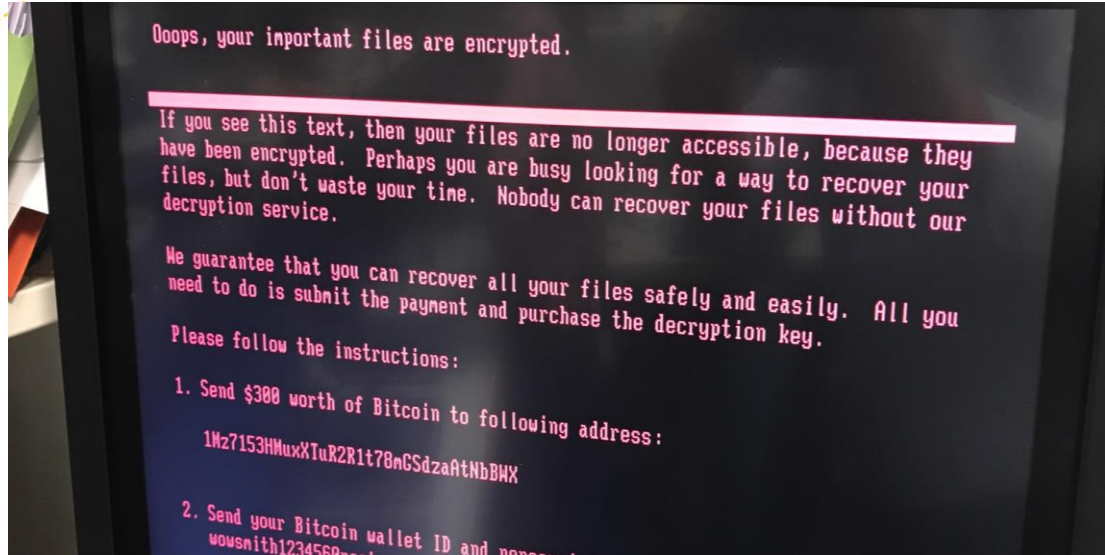 Ooops, your important files are encrypted.
If you see this text, then your files are no longer accessible, because they
have been encrypted. Perhaps you are busy looking for a way to recover your
files, but don't waste your time. Nobody can recover your files without our
decryption service.
We guarantee that you can recover all your files safely and easily. All you
need to do is submit the payment and purchase the decryption key.
Please follow the instructions:
1. Send $300 worth of Bitcoin to following address:
1Mz7153HMuxXTuR2R1t78mGSdzaAtNbBWX
2. Send your Bitcoin wallet ID and